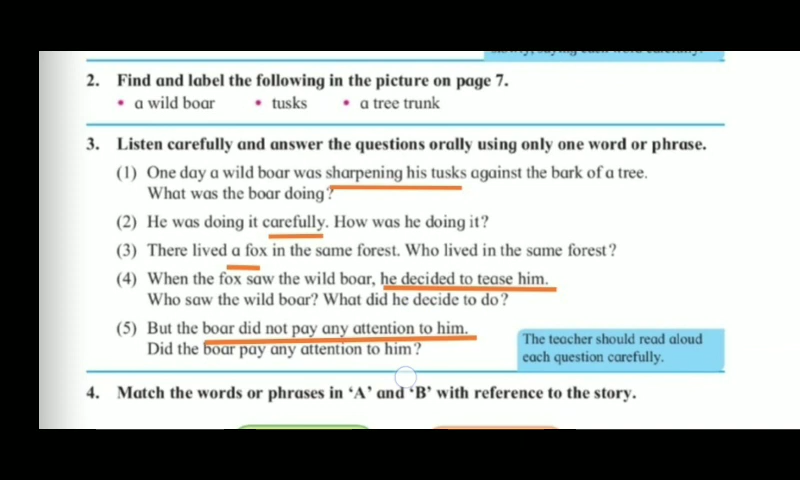 2. Find and label the following in the picture on page 7.
• a wild boar • tusks • a tree trunk
3. Listen carefully and answer the questions orally using only one word or phrase.
(1) One day a wild boar was sharpening his tusks against the bark of a tree.
What was the boar doing?
(2) He was doing it carefully. How was he doing it?
(3) There lived a fox in the same forest. Who lived in the same forest?
(4) When the fox saw the wild boar, he decided to tease him.
Who saw the wild boar? What did he decide to do?
(5) But the boar did not pay any attention to him.
Did the boar pay any attention to him?
The teacher should read aloud
each question carefully.
4. Match the words or phrases in ‘A’ and ‘B’ with reference to the story.